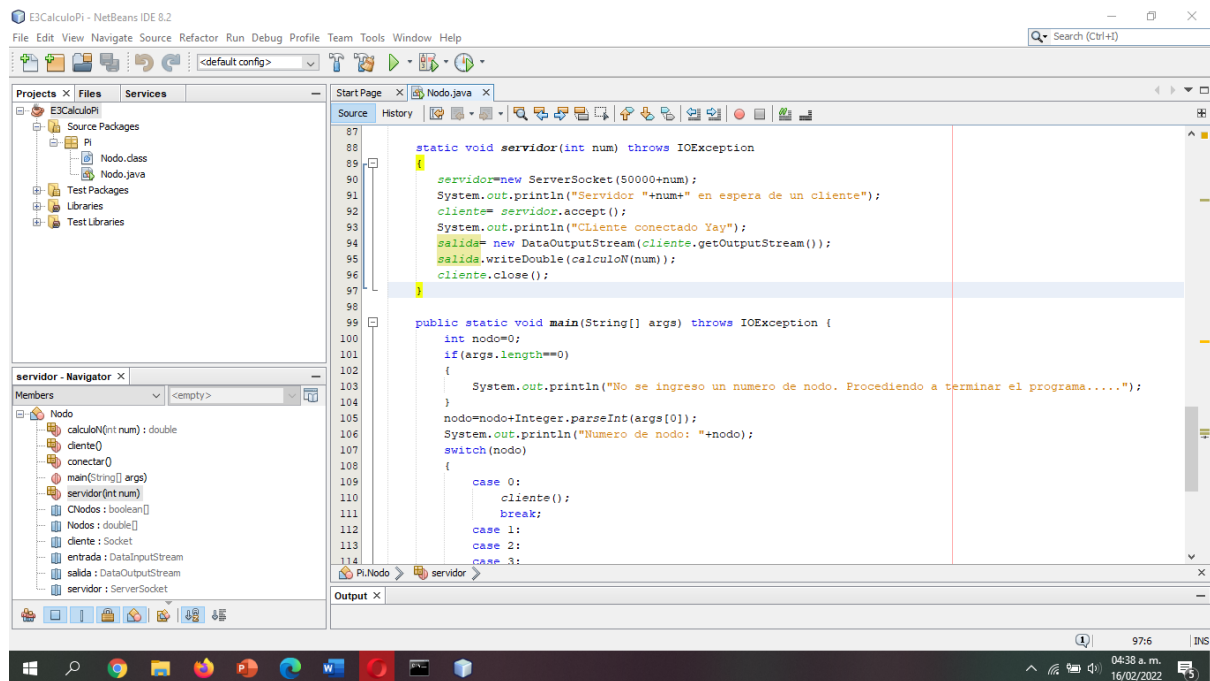 E3CalculoPi - NetBeans IDE 8.2
File Edit View Navigate Source Refactor Run Debug Profile Team Tools Window Help
Search (Ctrl+I)
<default config>
Projects Files Services
E3CalculoPi
Source Packages
Pi
Nodo.class
Nodo.java
Test Packages
Libraries
Test Libraries
servidor - Navigator
Members <empty>
Nodo
calculoN(int num) : double
cliente()
conectar()
main(String[] args)
servidor(int num)
CNodos : boolean[]
Nodos : double[]
cliente : Socket
entrada : DataInputStream
salida : DataOutputStream
servidor : ServerSocket
Start Page Nodo.java
Source History
87
88 static void servidor(int num) throws IOException
89 {
90 servidor=new ServerSocket(50000+num);
91 System.out.println("Servidor "+num+" en espera de un cliente");
92 cliente= servidor.accept();
93 System.out.println("CLiente conectado Yay");
94 salida= new DataOutputStream(cliente.getOutputStream());
95 salida.writeDouble(calculoN(num));
96 cliente.close();
97 }
98
99 public static void main(String[] args) throws IOException {
100 int nodo=0;
101 if(args.length==0)
102 {
103 System.out.println("No se ingreso un numero de nodo. Procediendo a terminar el programa.....");
104 }
105 nodo=nodo+Integer.parseInt(args[0]);
106 System.out.println("Numero de nodo: "+nodo);
107 switch(nodo)
108 {
109 case 0:
110 cliente();
111 break;
112 case 1:
113 case 2:
114 case 3:
Pi.Nodo servidor
Output
1 97:6 INS
04:38 a. m.
16/02/2022
5